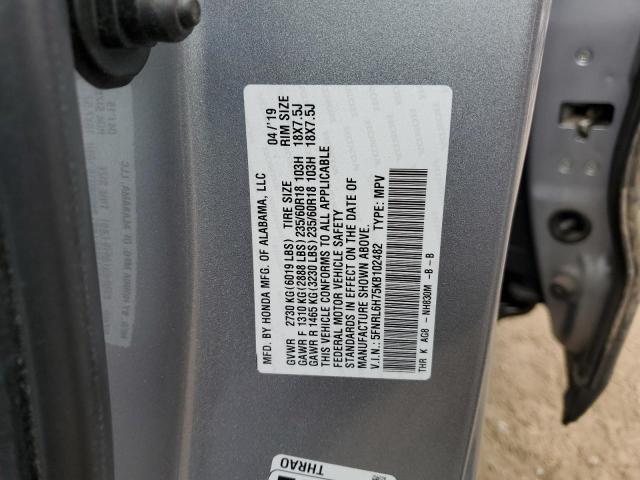 MFD. BY HONDA MFG. OF ALABAMA, LLC 04/'19
TIRE SIZE RIM SIZE
GVWR 2730 KG (6019 LBS)
GAWR F 1310 KG (2888 LBS) 235/60R18 103H 18X7.5J
GAWR R 1465 KG (3230 LBS) 235/60R18 103H 18X7.5J
THIS VEHICLE CONFORMS TO ALL APPLICABLE
FEDERAL MOTOR VEHICLE SAFETY
STANDARDS IN EFFECT ON THE DATE OF
MANUFACTURE SHOWN ABOVE.
V.I.N.: 5FNRL6H75KB102482 TYPE: MPV
THR K AG8 -NH830M -B-B
THRA0